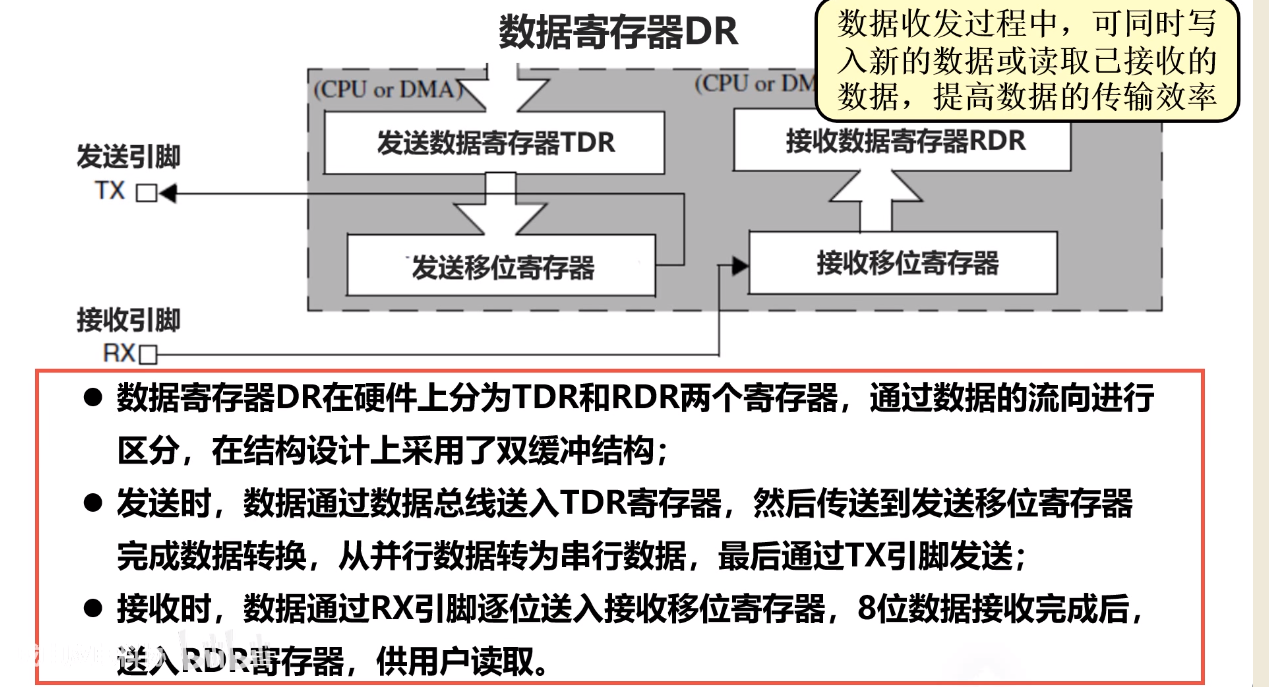 数据寄存器DR
数据收发过程中，可同时写
入新的数据或读取已接收的
数据，提高数据的传输效率
(CPU or DMA)
(CPU or DM
发送数据寄存器TDR
接收数据寄存器RDR
发送引脚
TX
发送移位寄存器
接收移位寄存器
接收引脚
RX
● 数据寄存器DR在硬件上分为TDR和RDR两个寄存器，通过数据的流向进行
区分，在结构设计上采用了双缓冲结构；
● 发送时，数据通过数据总线送入TDR寄存器，然后传送到发送移位寄存器
完成数据转换，从并行数据转为串行数据，最后通过TX引脚发送；
● 接收时，数据通过RX引脚逐位送入接收移位寄存器，8位数据接收完成后，
送入RDR寄存器，供用户读取。